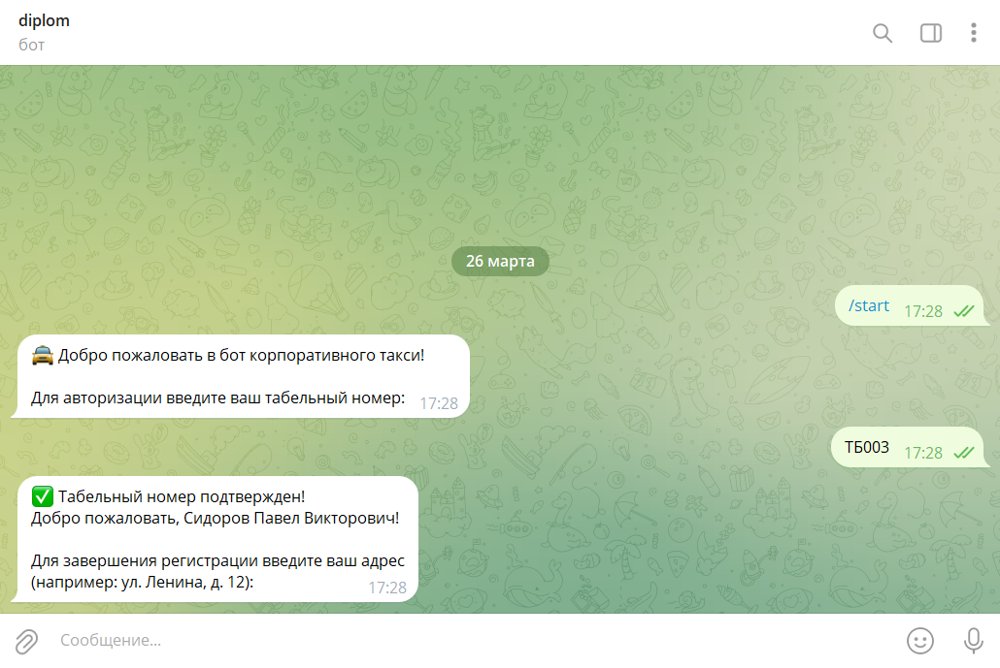 diplom
бот
26 марта
/start 17:28
🚖 Добро пожаловать в бот корпоративного такси!
Для авторизации введите ваш табельный номер: 17:28
ТБ003 17:28
✅ Табельный номер подтвержден!
Добро пожаловать, Сидоров Павел Викторович!
Для завершения регистрации введите ваш адрес
(например: ул. Ленина, д. 12): 17:28
Сообщение...